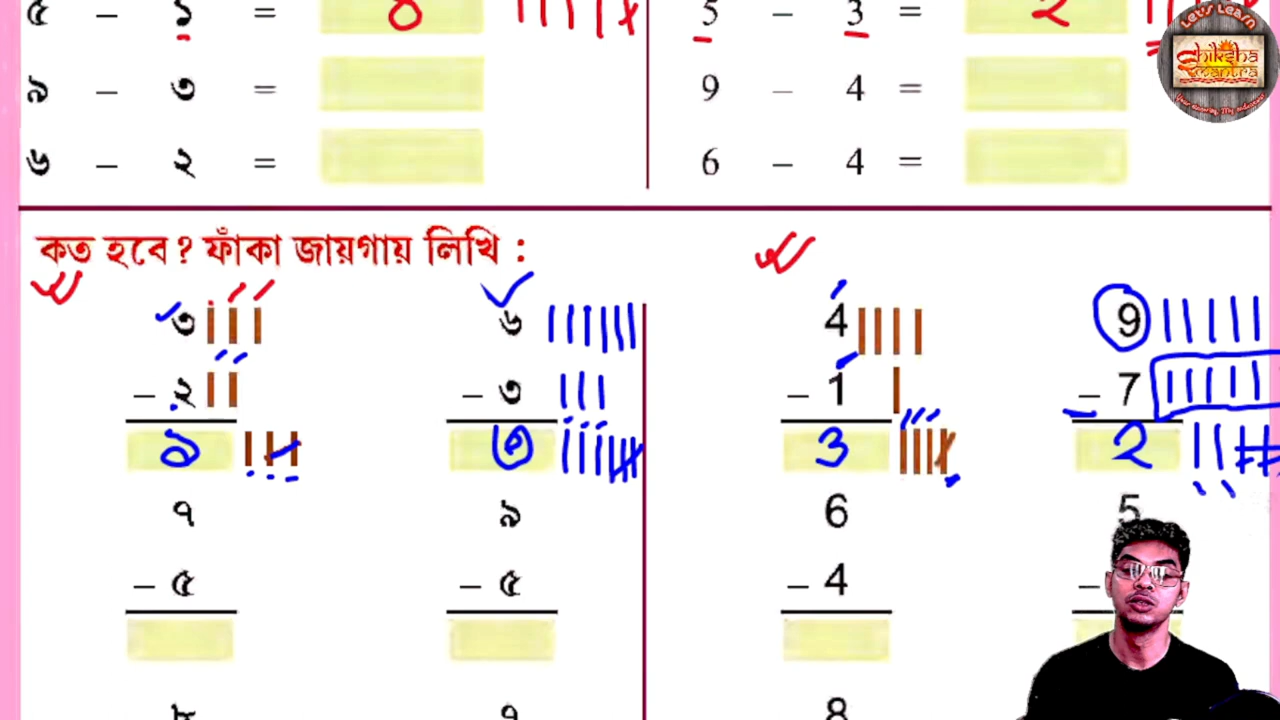 ৫ – ১ = ৪
5 – 3 = 2
Let's Learn
Shiksha
Mantra
৯ – ৩ =
9 – 4 =
৬ – ২ =
6 – 4 =
কত হবে? ফাঁকা জায়গায় লিখি :
৩ ৬ 4 9
– ২ – ৩ – 1 – 7
১ ৩ 3 2
৭ ৯ 6 5
– ৫ – ৫ – 4 –
৮ ৭ 8